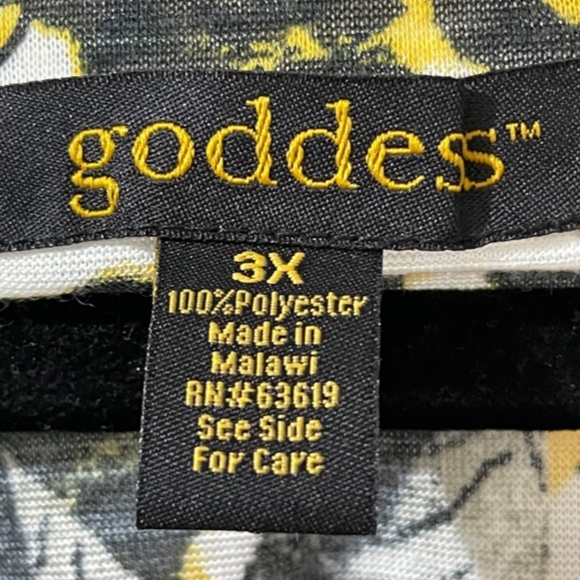 goddess™
3X
100%Polyester
Made in
Malawi
RN#63619
See Side
For Care